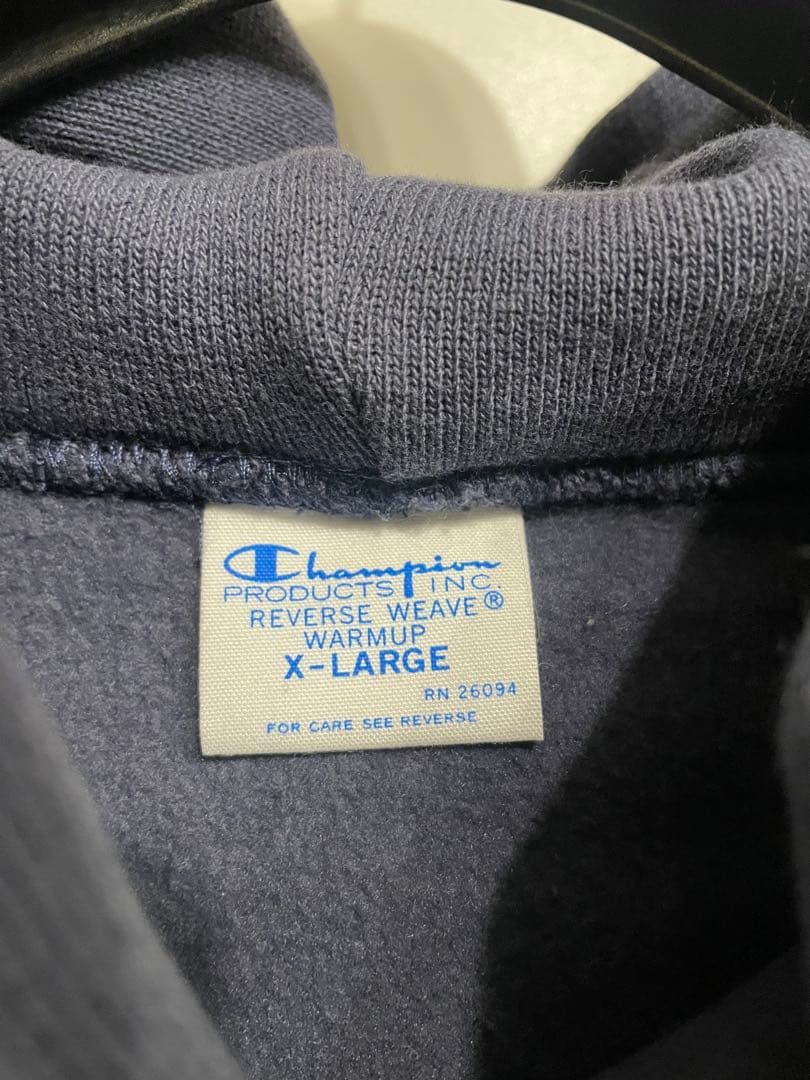 Champion
PRODUCTS INC.
REVERSE WEAVE®
WARMUP
X-LARGE
RN 26094
FOR CARE SEE REVERSE